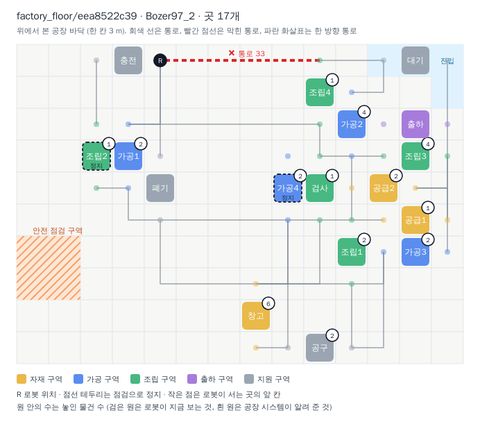 factory_floor/eea8522c39 · Bozer97_2 · 곳 17개
위에서 본 공장 바닥 (한 칸 3 m). 회색 선은 통로, 빨간 점선은 막힌 통로, 파란 화살표는 한 방향 통로
충전
R
✕ 통로 33
대기
진입
조립4
1
가공2
4
출하
조립2
1
정지
가공1
2
조립3
4
폐기
가공4
2
정지
검사
1
공급2
2
공급1
1
안전 점검 구역
조립1
2
가공3
2
창고
6
공구
2
자재 구역
가공 구역
조립 구역
출하 구역
지원 구역
R 로봇 위치 · 점선 테두리는 점검으로 정지 · 작은 점은 로봇이 서는 곳의 앞 칸
원 안의 수는 놓인 물건 수 (검은 원은 로봇이 지금 보는 것, 흰 원은 공장 시스템이 알려 준 것)